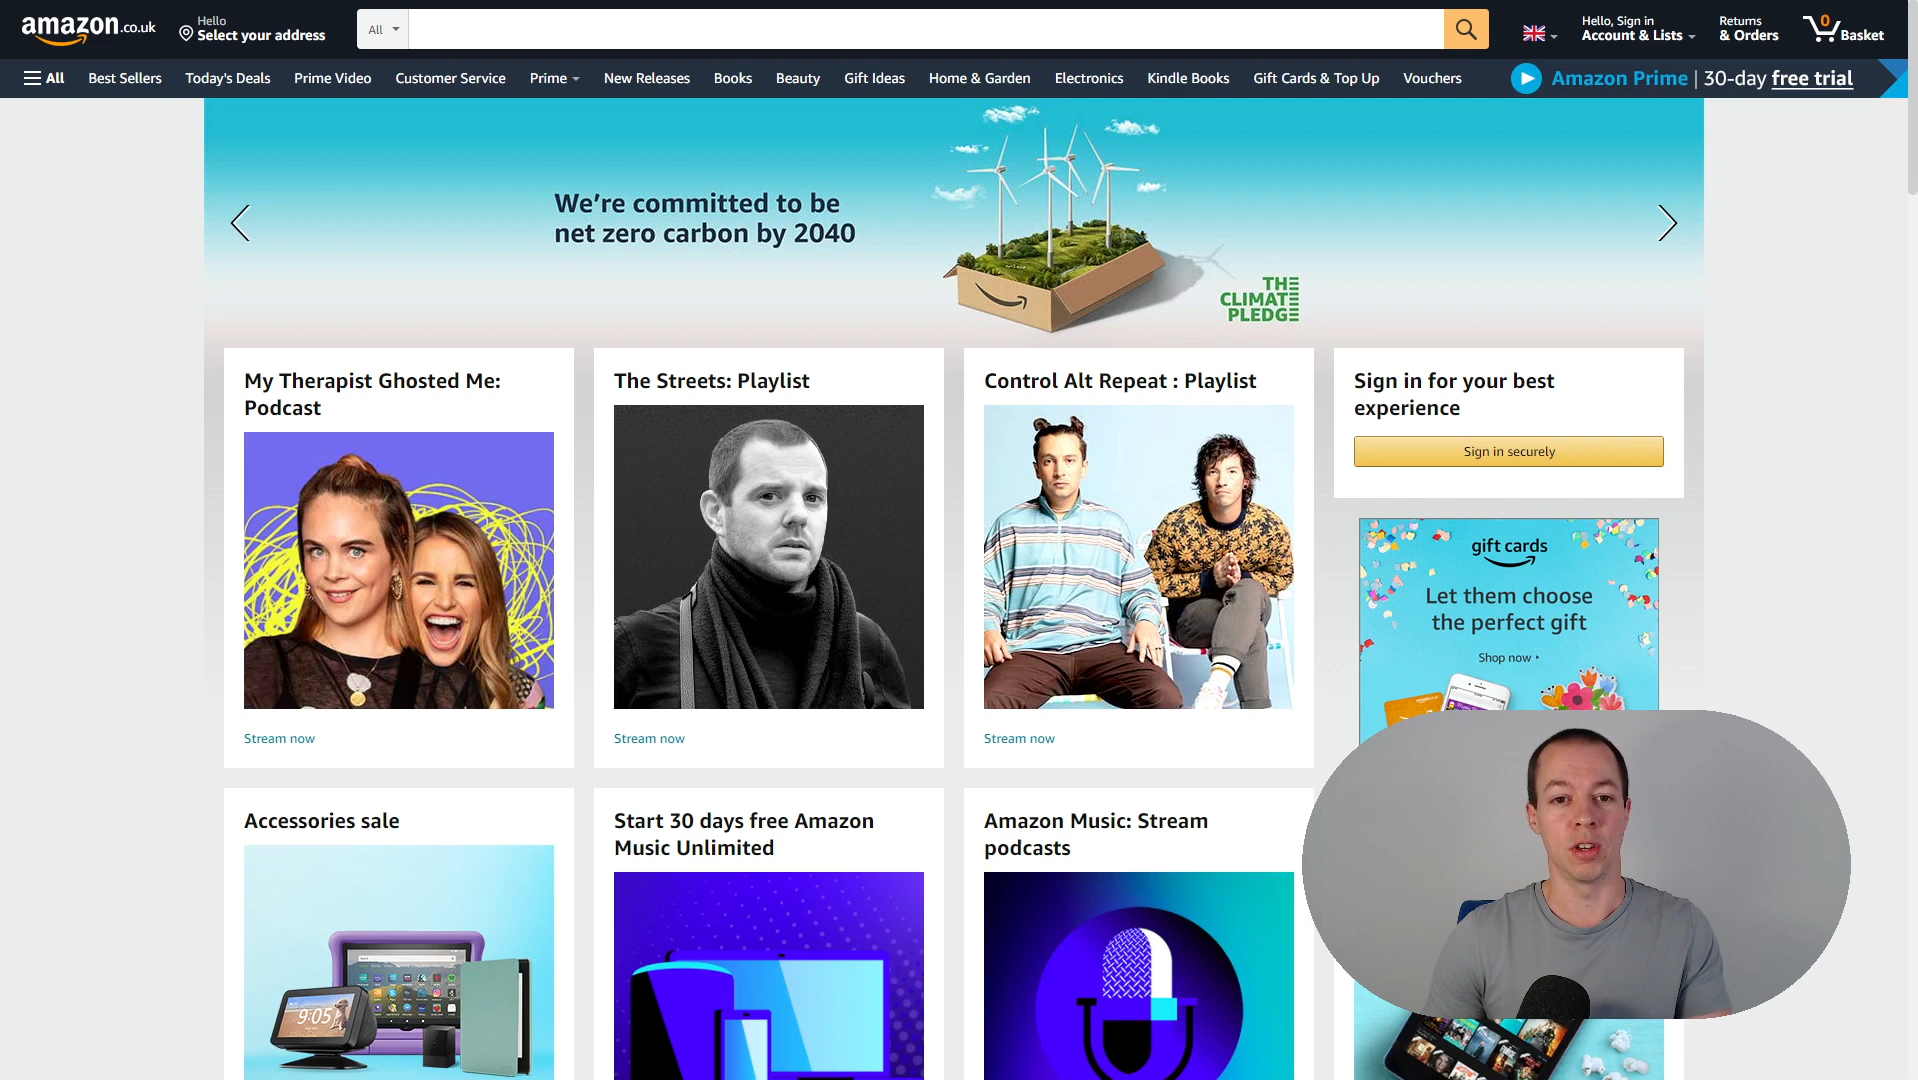 amazon.co.uk
Hello
Select your address
All
Hello, Sign in
Account & Lists
Returns
& Orders
0
Basket
All
Best Sellers
Today's Deals
Prime Video
Customer Service
Prime
New Releases
Books
Beauty
Gift Ideas
Home & Garden
Electronics
Kindle Books
Gift Cards & Top Up
Vouchers
Amazon Prime | 30-day free trial
We're committed to be
net zero carbon by 2040
THE
CLIMATE
PLEDGE
My Therapist Ghosted Me:
Podcast
Stream now
The Streets: Playlist
Stream now
Control Alt Repeat : Playlist
Stream now
Sign in for your best
experience
Sign in securely
gift cards
Let them choose
the perfect gift
Shop now
Accessories sale
9:05
Start 30 days free Amazon
Music Unlimited
Amazon Music: Stream
podcasts